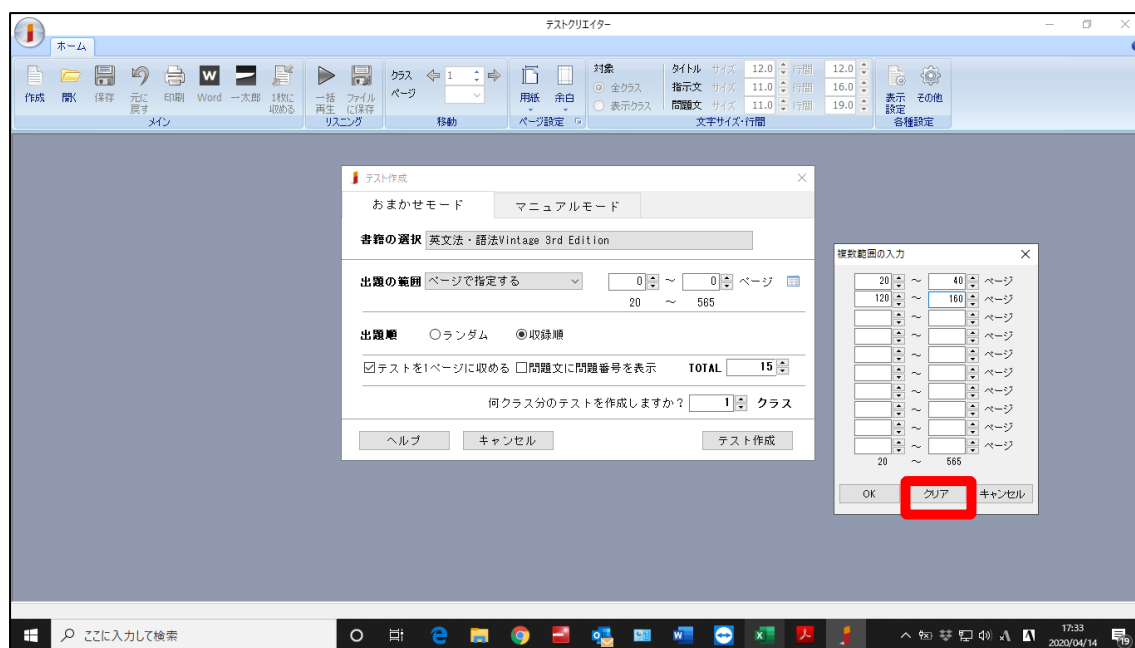 テストクリエイター
ホーム
作成 開く 保存 元に戻す 印刷 Word 一太郎 1枚に収める 一括再生 ファイルに保存 クラス 1 ページ 用紙 余白 対象 全クラス 表示クラス タイトル サイズ 12.0 行間 12.0 指示文 サイズ 11.0 行間 16.0 問題文 サイズ 11.0 行間 19.0 表示設定 その他
メイン リスニング 移動 ページ設定 文字サイズ・行間 各種設定
テスト作成
おまかせモード マニュアルモード
書籍の選択 英文法・語法Vintage 3rd Edition
出題の範囲 ページで指定する 0 ～ 0 ページ
20 ～ 565
出題順 ランダム 収録順
テストを1ページに収める 問題文に問題番号を表示 TOTAL 15
何クラス分のテストを作成しますか？ 1 クラス
ヘルプ キャンセル テスト作成
複数範囲の入力
20 ～ 40 ページ
120 ～ 160 ページ
～ ページ
～ ページ
～ ページ
～ ページ
～ ページ
～ ページ
～ ページ
～ ページ
20 ～ 565
OK クリア キャンセル
ここに入力して検索
17:33
2020/04/14
19